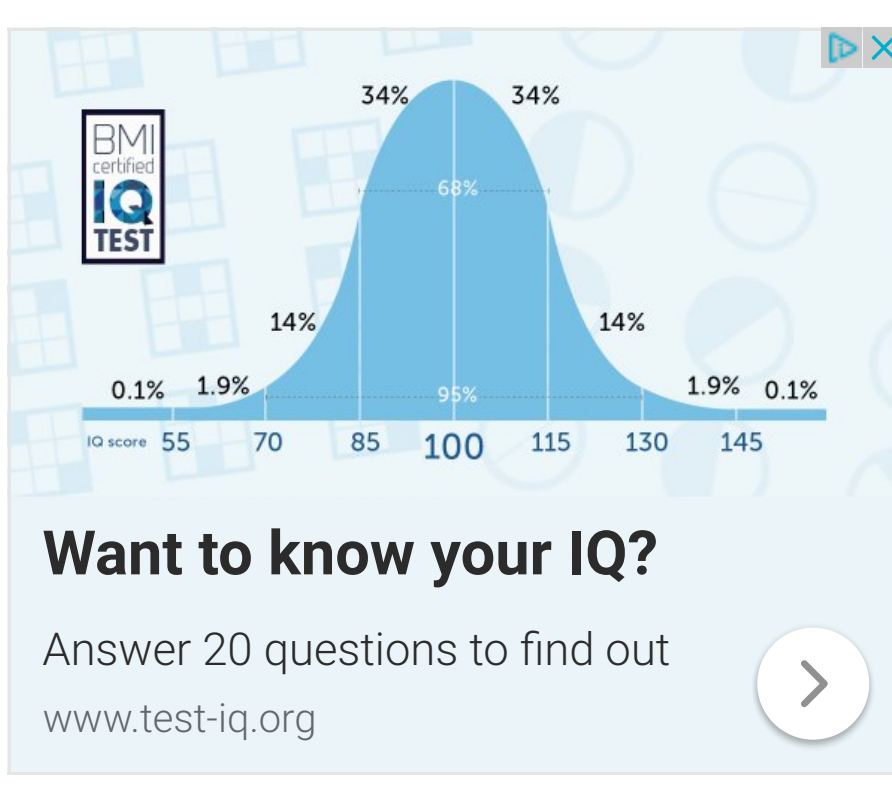 34% 34%
BMI
certified
IQ
TEST
68%
14% 14%
0.1% 1.9% 95% 1.9% 0.1%
IQ score 55 70 85 100 115 130 145
Want to know your IQ?
Answer 20 questions to find out
www.test-iq.org